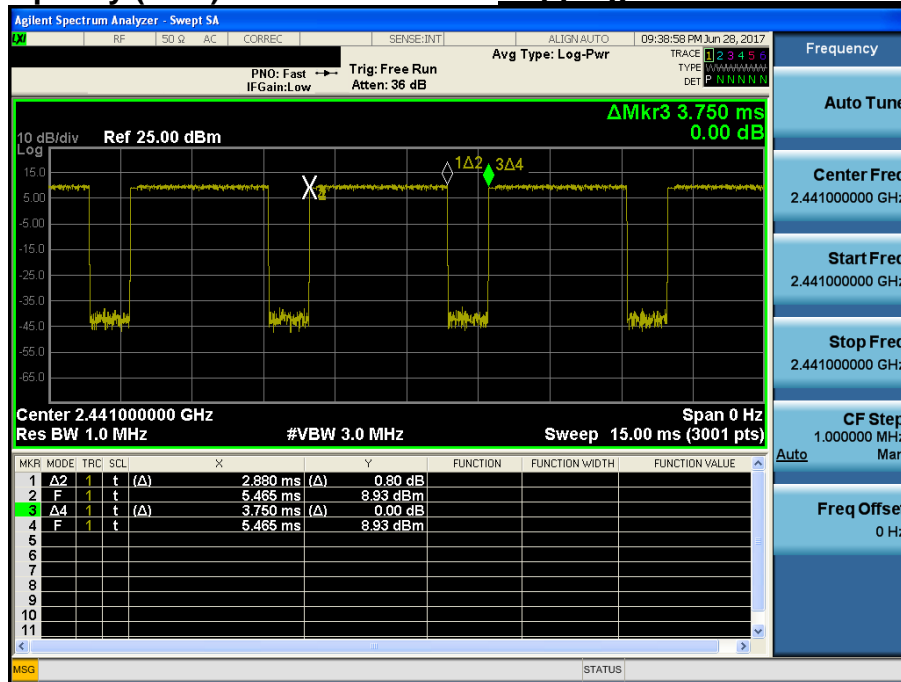 Agilent Spectrum Analyzer - Swept SA
LXI RF 50 Ω AC CORREC SENSE:INT ALIGN AUTO 09:38:58 PM Jun 28, 2017
Avg Type: Log-Pwr TRACE 1 2 3 4 5 6
PNO: Fast Trig: Free Run TYPE WWWWWW
IFGain:Low Atten: 36 dB DET P N N N N N
Frequency
Auto Tune
ΔMkr3 3.750 ms
0.00 dB
10 dB/div Ref 25.00 dBm
Log
15.0
5.00
-5.00
-15.0
-25.0
-35.0
-45.0
-55.0
-65.0
1Δ2 3Δ4
X2
Center Freq
2.441000000 GHz
Start Freq
2.441000000 GHz
Stop Freq
2.441000000 GHz
CF Step
1.000000 MHz
Auto Man
Freq Offset
0 Hz
Center 2.441000000 GHz Span 0 Hz
Res BW 1.0 MHz #VBW 3.0 MHz Sweep 15.00 ms (3001 pts)
MKR MODE TRC SCL X Y FUNCTION FUNCTION WIDTH FUNCTION VALUE
1 Δ2 1 t (Δ) 2.880 ms (Δ) 0.80 dB
2 F 1 t 5.465 ms 8.93 dBm
3 Δ4 1 t (Δ) 3.750 ms (Δ) 0.00 dB
4 F 1 t 5.465 ms 8.93 dBm
5
6
7
8
9
10
11
MSG STATUS